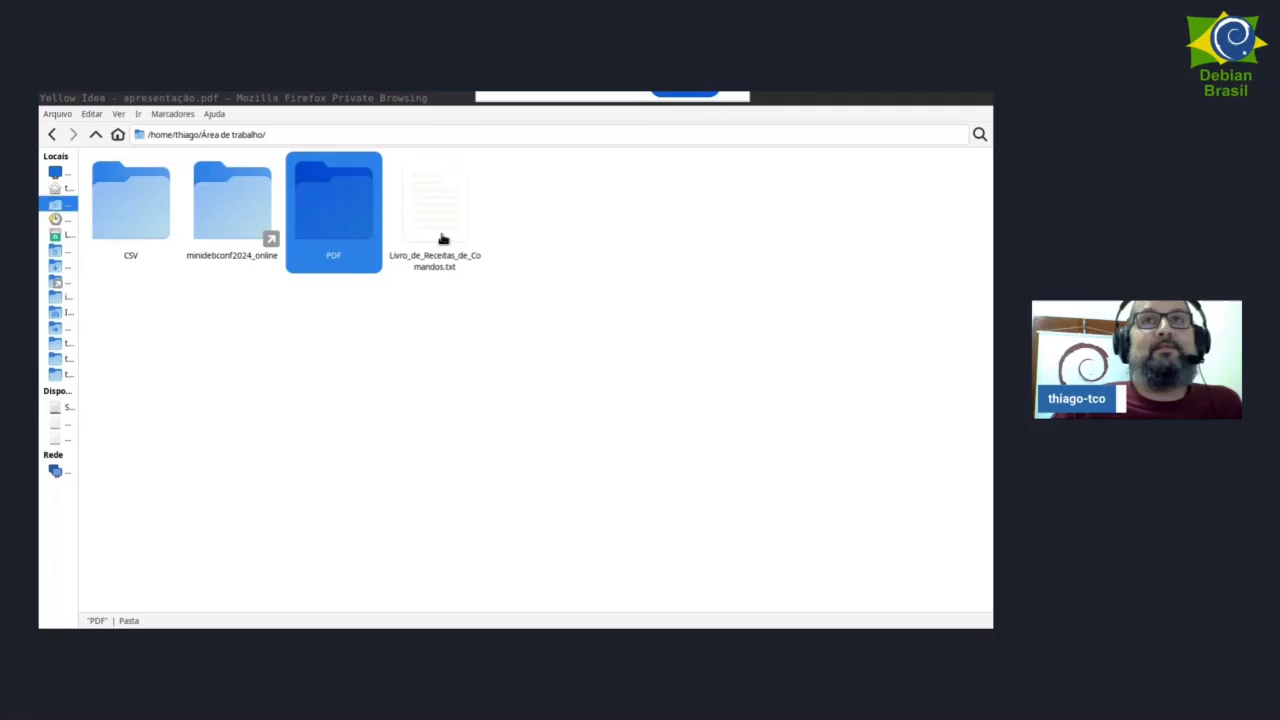 Debian
Brasil
Yellow Idea - apresentação.pdf — Mozilla Firefox Private Browsing
Arquivo Editar Ver Ir Marcadores Ajuda
/home/thiago/Área de trabalho/
Locais
...
t...
...
...
L...
...
...
...
i...
I...
...
t...
t...
t...
Dispo...
S...
...
...
Rede
...
CSV
minidebconf2024_online
PDF
Livro_de_Receitas_de_Co
mandos.txt
"PDF" | Pasta
thiago-tco